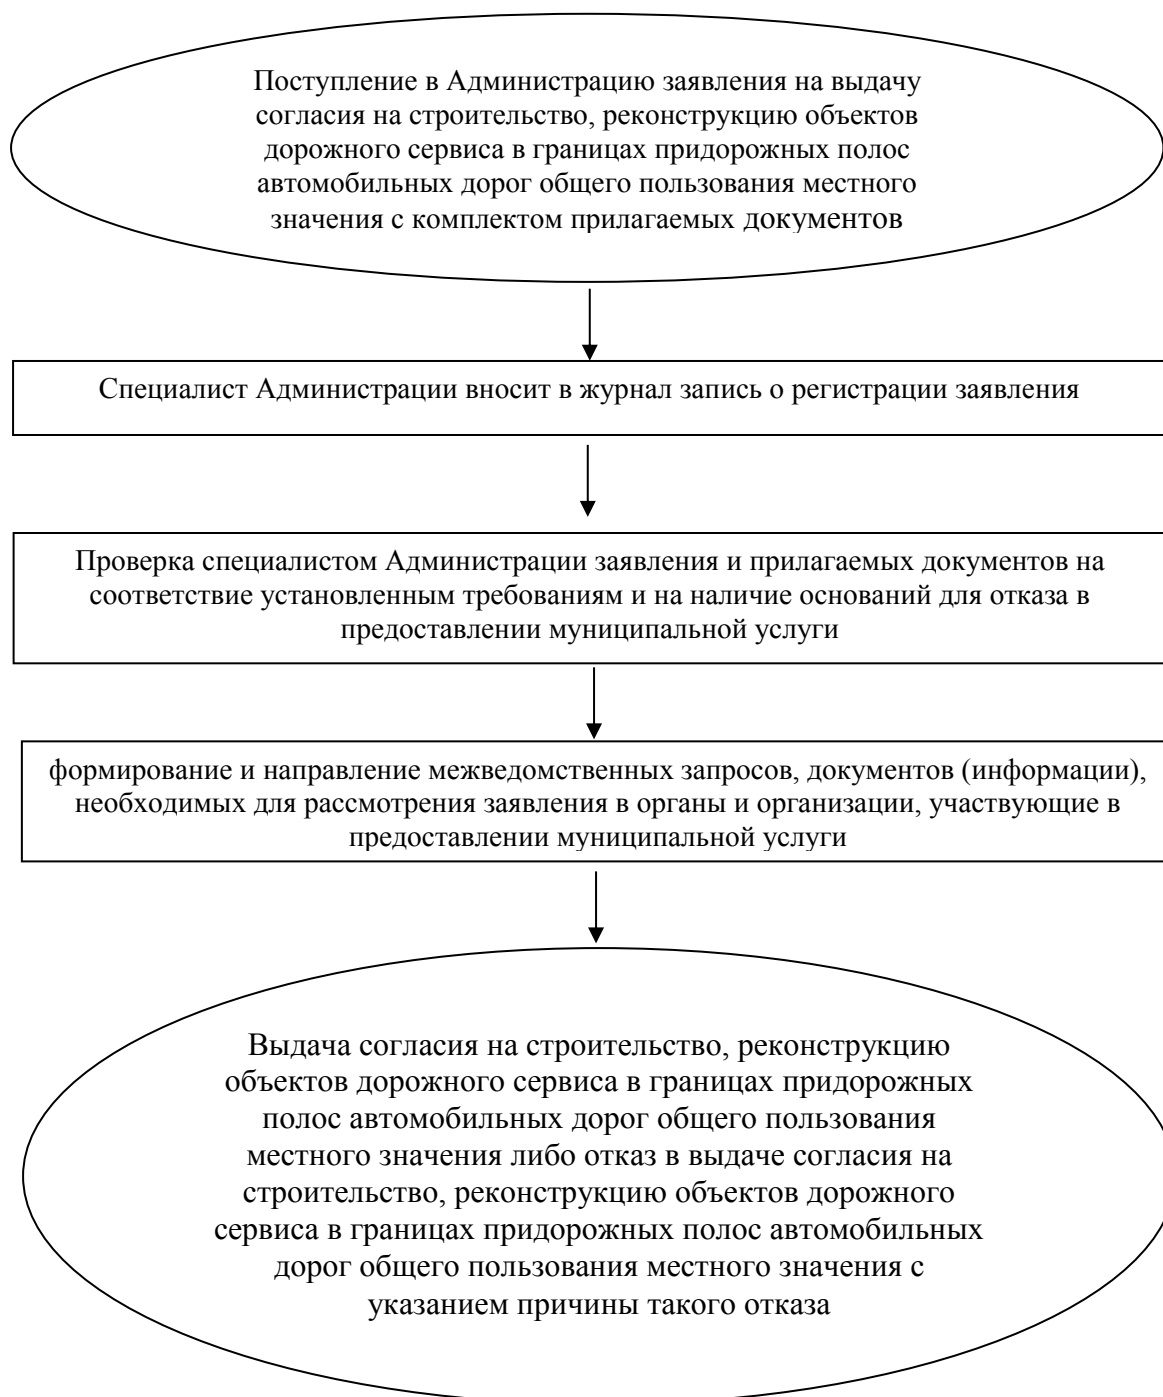 Поступление в Администрацию заявления на выдачу
согласия на строительство, реконструкцию объектов
дорожного сервиса в границах придорожных полос
автомобильных дорог общего пользования местного
значения с комплектом прилагаемых документов
Специалист Администрации вносит в журнал запись о регистрации заявления
Проверка специалистом Администрации заявления и прилагаемых документов на
соответствие установленным требованиям и на наличие оснований для отказа в
предоставлении муниципальной услуги
формирование и направление межведомственных запросов, документов (информации),
необходимых для рассмотрения заявления в органы и организации, участвующие в
предоставлении муниципальной услуги
Выдача согласия на строительство, реконструкцию
объектов дорожного сервиса в границах придорожных
полос автомобильных дорог общего пользования
местного значения либо отказ в выдаче согласия на
строительство, реконструкцию объектов дорожного
сервиса в границах придорожных полос автомобильных
дорог общего пользования местного значения с
указанием причины такого отказа